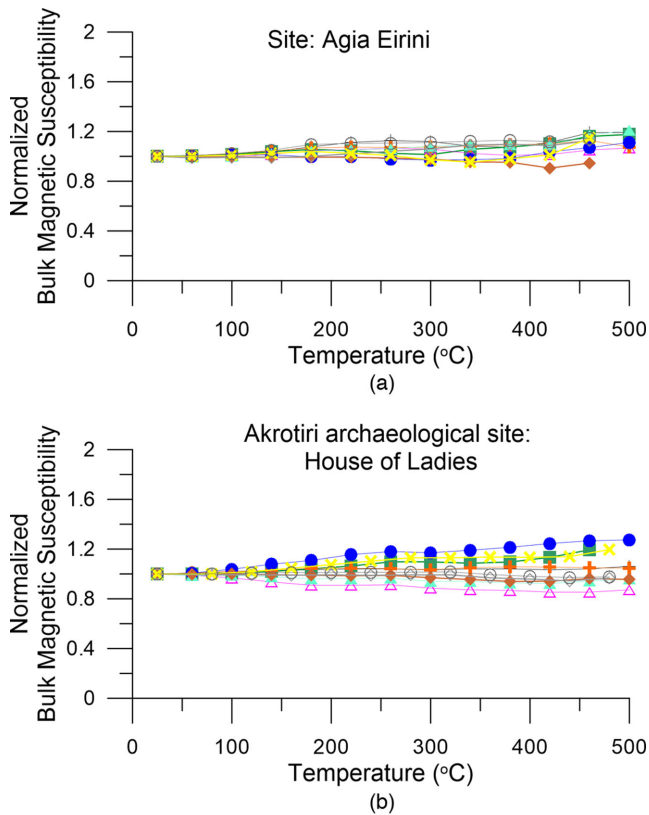 Site: Agia Eirini
Normalized
Bulk Magnetic Susceptibility
2
1.6
1.2
0.8
0.4
0
0 100 200 300 400 500
Temperature (°C)
(a)
Akrotiri archaeological site:
House of Ladies
Normalized
Bulk Magnetic Susceptibility
2
1.6
1.2
0.8
0.4
0
0 100 200 300 400 500
Temperature (°C)
(b)